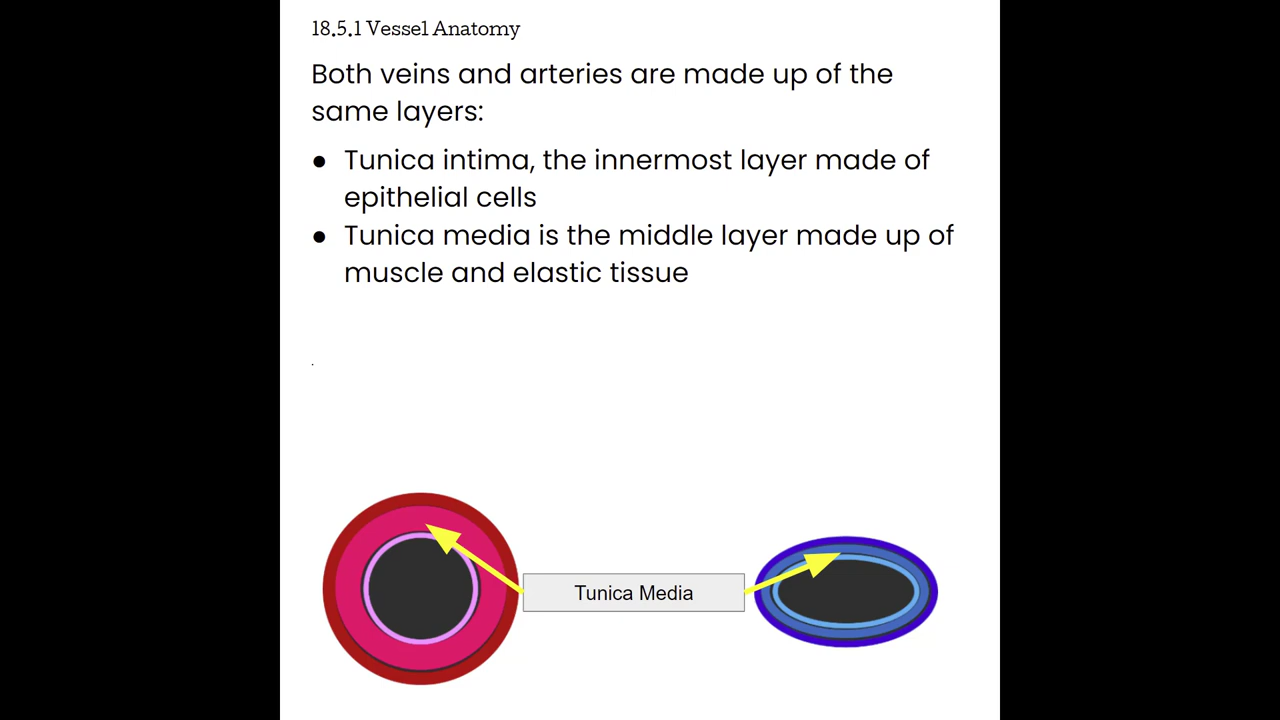 18.5.1 Vessel Anatomy
Both veins and arteries are made up of the
same layers:
● Tunica intima, the innermost layer made of
epithelial cells
● Tunica media is the middle layer made up of
muscle and elastic tissue
.
Tunica Media